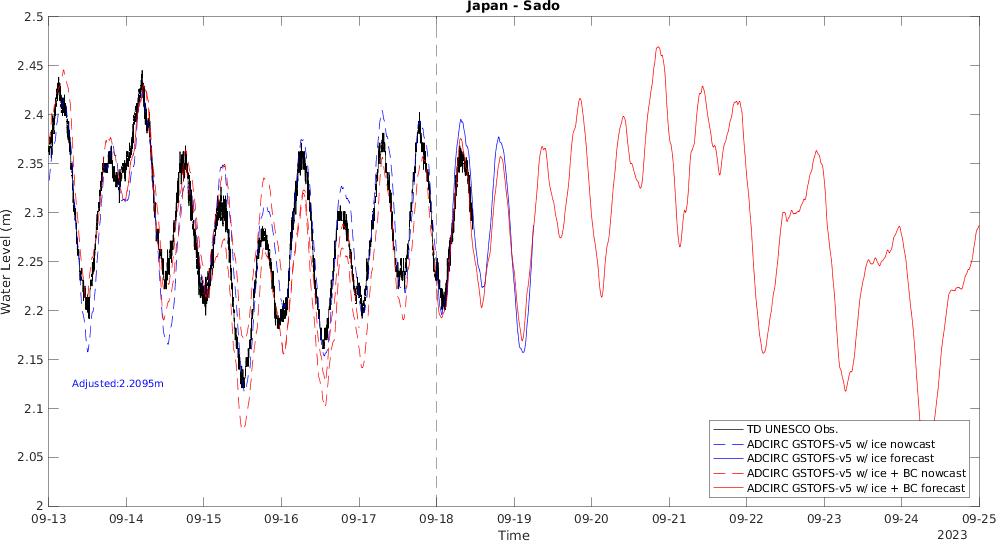 Japan - Sado
Water Level (m)
2.5
2.45
2.4
2.35
2.3
2.25
2.2
2.15
2.1
2.05
2
Adjusted:2.2095m
TD UNESCO Obs.
ADCIRC GSTOFS-v5 w/ ice nowcast
ADCIRC GSTOFS-v5 w/ ice forecast
ADCIRC GSTOFS-v5 w/ ice + BC nowcast
ADCIRC GSTOFS-v5 w/ ice + BC forecast
09-13 09-14 09-15 09-16 09-17 09-18 09-19 09-20 09-21 09-22 09-23 09-24 09-25
Time
2023